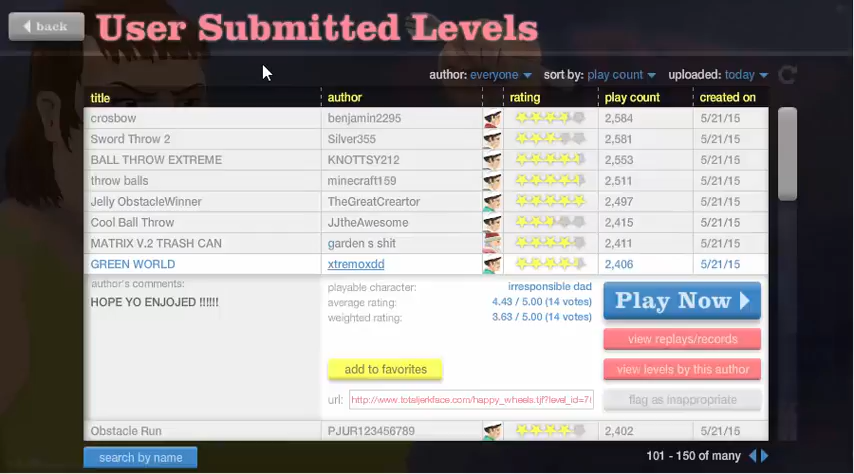 back User Submitted Levels
author: everyone sort by: play count uploaded: today
title author rating play count created on
crosbow benjamin2295 2,584 5/21/15
Sword Throw 2 Silver355 2,581 5/21/15
BALL THROW EXTREME KNOTTSY212 2,553 5/21/15
throw balls minecraft159 2,511 5/21/15
Jelly ObstacleWinner TheGreatCreartor 2,497 5/21/15
Cool Ball Throw JJtheAwesome 2,415 5/21/15
MATRIX V.2 TRASH CAN garden s shit 2,411 5/21/15
GREEN WORLD xtremoxdd 2,406 5/21/15
author's comments: playable character: irresponsible dad
HOPE YO ENJOJED !!!!!! average rating: 4.43 / 5.00 (14 votes) Play Now
weighted rating: 3.63 / 5.00 (14 votes)
view replays/records
add to favorites view levels by this author
url: http://www.totaljerkface.com/happy_wheels.tjf?level_id=7 flag as inappropriate
Obstacle Run PJUR123456789 2,402 5/21/15
search by name 101 - 150 of many